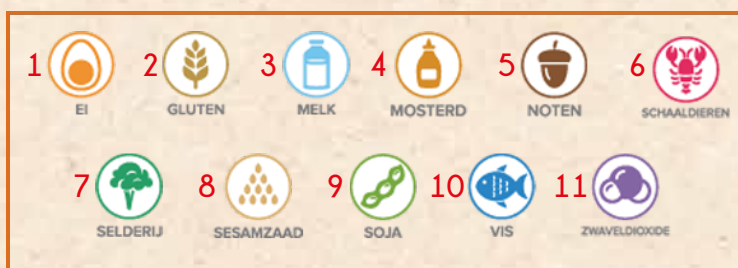 1 2 3 4 5 6
EI GLUTEN MELK MOSTERD NOTEN SCHAALDIEREN
7 8 9 10 11
SELDERIJ SESAMZAAD SOJA VIS ZWAVELDIOXIDE